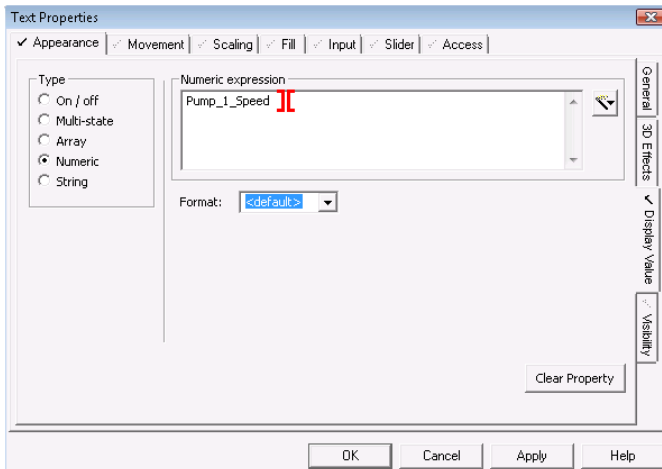 Text Properties
Appearance Movement Scaling Fill Input Slider Access
Type
On / off
Multi-state
Array
Numeric
String
Numeric expression
Pump_1_Speed
Format: <default>
General
3D Effects
Display Value
Visibility
Clear Property
OK Cancel Apply Help